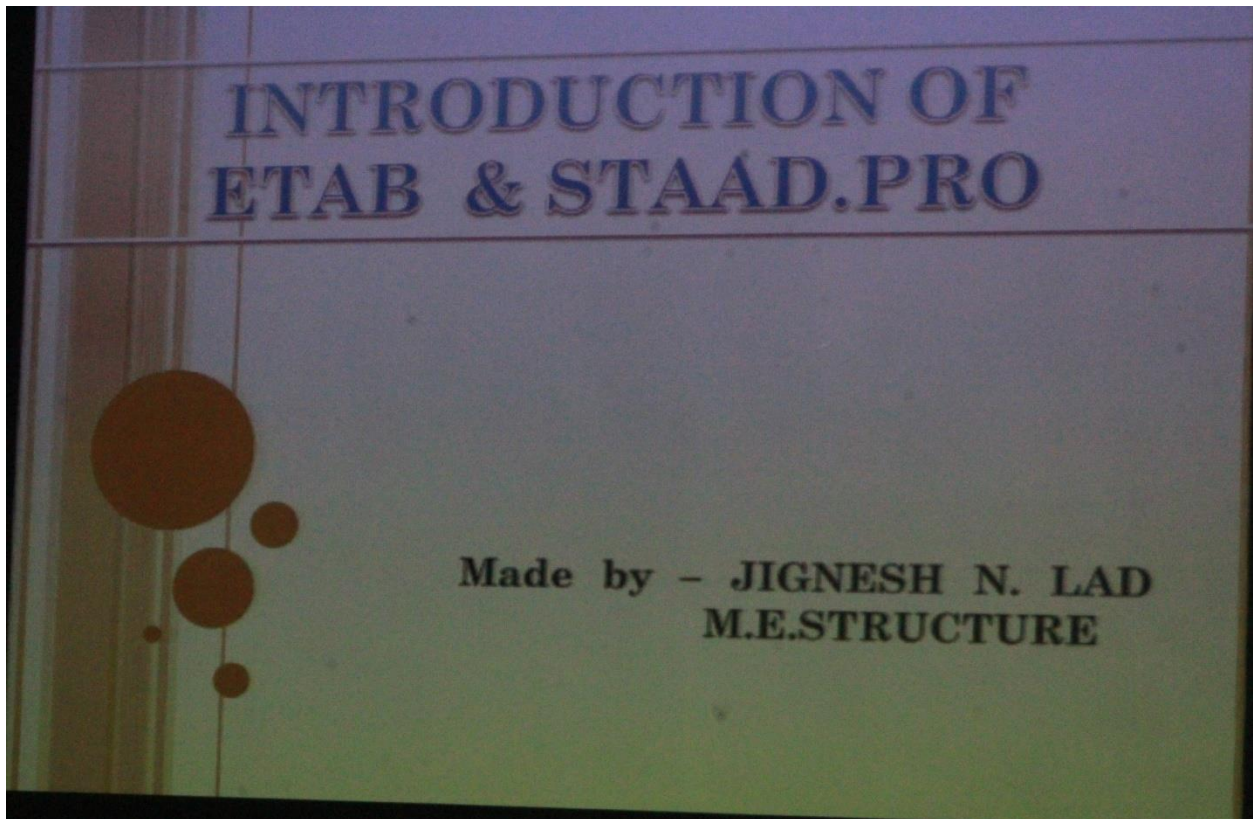 INTRODUCTION OF
ETAB & STAAD.PRO
Made by – JIGNESH N. LAD
M.E.STRUCTURE